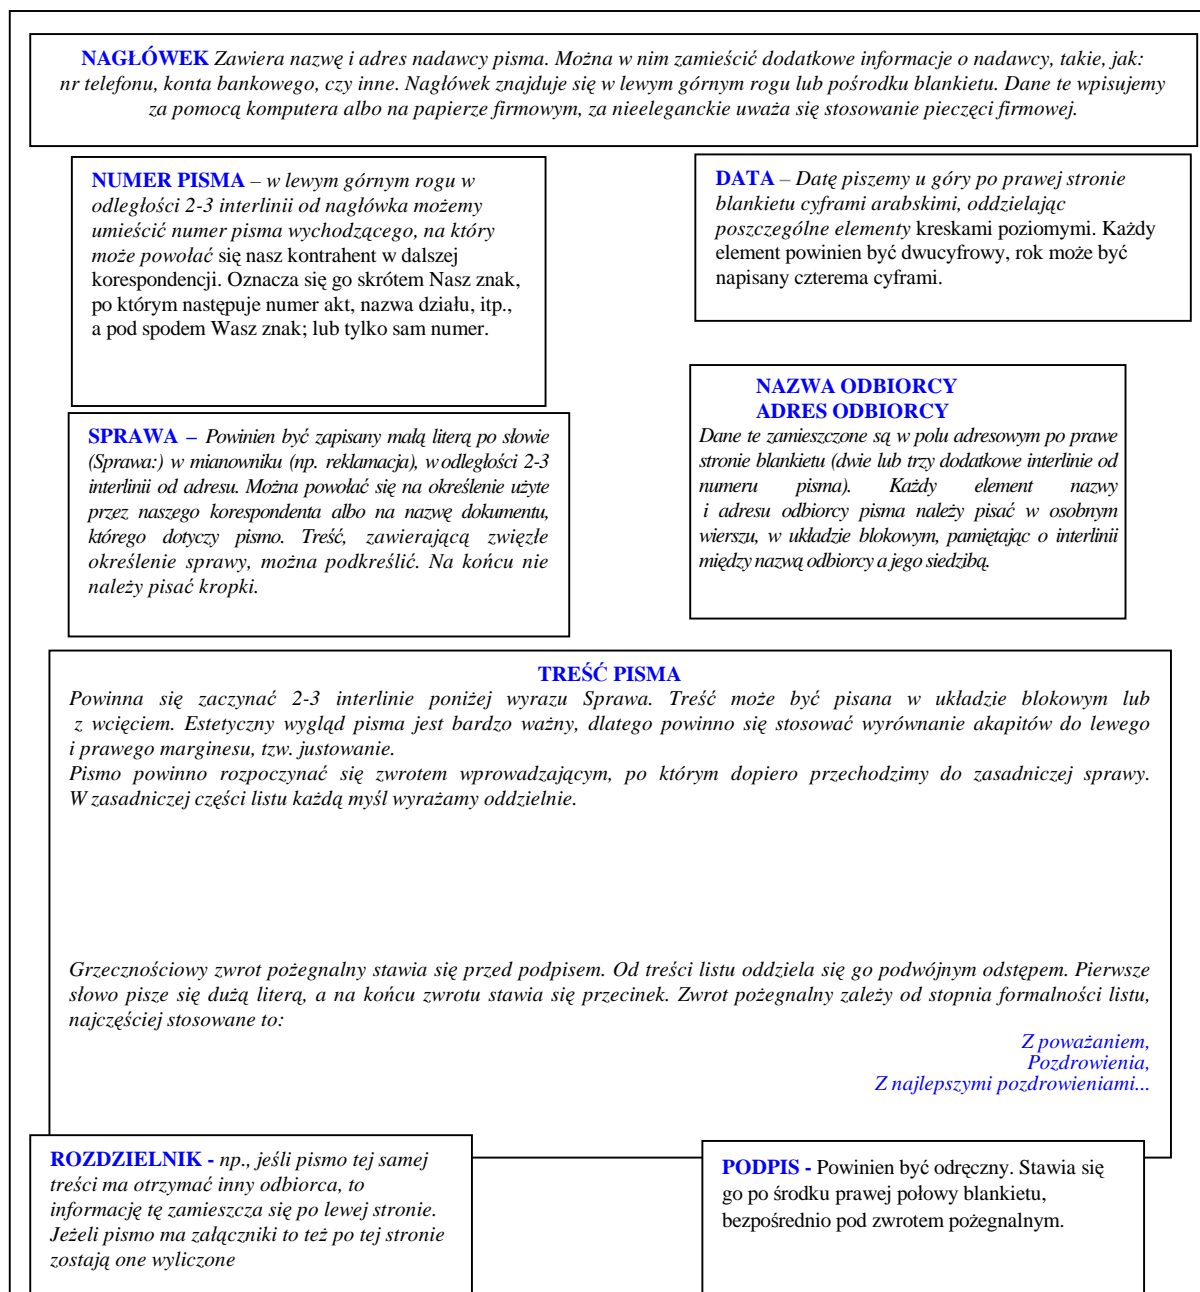 NAGŁÓWEK Zawiera nazwę i adres nadawcy pisma. Można w nim zamieścić dodatkowe informacje o nadawcy, takie, jak:
nr telefonu, konta bankowego, czy inne. Nagłówek znajduje się w lewym górnym rogu lub pośrodku blankietu. Dane te wpisujemy
za pomocą komputera albo na papierze firmowym, za nieeleganckie uważa się stosowanie pieczęci firmowej.
NUMER PISMA – w lewym górnym rogu w
odległości 2-3 interlinii od nagłówka możemy
umieścić numer pisma wychodzącego, na który
może powołać się nasz kontrahent w dalszej
korespondencji. Oznacza się go skrótem Nasz znak,
po którym następuje numer akt, nazwa działu, itp.,
a pod spodem Wasz znak; lub tylko sam numer.
DATA – Datę piszemy u góry po prawej stronie
blankietu cyframi arabskimi, oddzielając
poszczególne elementy kreskami poziomymi. Każdy
element powinien być dwucyfrowy, rok może być
napisany czterema cyframi.
NAZWA ODBIORCY
ADRES ODBIORCY
Dane te zamieszczone są w polu adresowym po prawe
stronie blankietu (dwie lub trzy dodatkowe interlinie od
numeru pisma). Każdy element nazwy
i adresu odbiorcy pisma należy pisać w osobnym
wierszu, w układzie blokowym, pamiętając o interlinii
między nazwą odbiorcy a jego siedzibą.
SPRAWA – Powinien być zapisany małą literą po słowie
(Sprawa:) w mianowniku (np. reklamacja), w odległości 2-3
interlinii od adresu. Można powołać się na określenie użyte
przez naszego korespondenta albo na nazwę dokumentu,
którego dotyczy pismo. Treść, zawierającą zwięzłe
określenie sprawy, można podkreślić. Na końcu nie
należy pisać kropki.
TREŚĆ PISMA
Powinna się zaczynać 2-3 interlinie poniżej wyrazu Sprawa. Treść może być pisana w układzie blokowym lub
z wcięciem. Estetyczny wygląd pisma jest bardzo ważny, dlatego powinno się stosować wyrównanie akapitów do lewego
i prawego marginesu, tzw. justowanie.
Pismo powinno rozpoczynać się zwrotem wprowadzającym, po którym dopiero przechodzimy do zasadniczej sprawy.
W zasadniczej części listu każdą myśl wyrażamy oddzielnie.
Grzecznościowy zwrot pożegnalny stawia się przed podpisem. Od treści listu oddziela się go podwójnym odstępem. Pierwsze
słowo pisze się dużą literą, a na końcu zwrotu stawia się przecinek. Zwrot pożegnalny zależy od stopnia formalności listu,
najczęściej stosowane to:
Z poważaniem,
Pozdrowienia,
Z najlepszymi pozdrowieniami...
ROZDZIELNIK - np., jeśli pismo tej samej
treści ma otrzymać inny odbiorca, to
informację tę zamieszcza się po lewej stronie.
Jeżeli pismo ma załączniki to też po tej stronie
zostają one wyliczone
PODPIS - Powinien być odręczny. Stawia się
go po środku prawej połowy blankietu,
bezpośrednio pod zwrotem pożegnalnym.